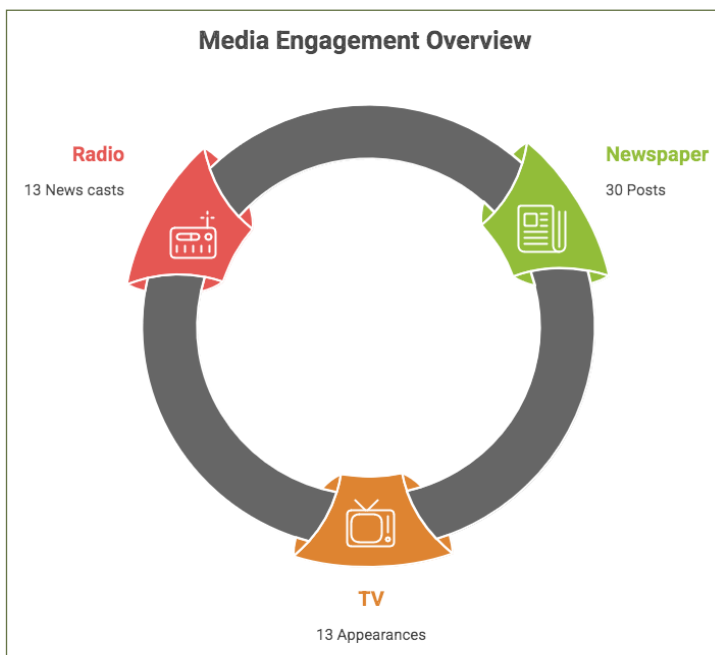 Media Engagement Overview
Radio
13 News casts
Newspaper
30 Posts
TV
13 Appearances